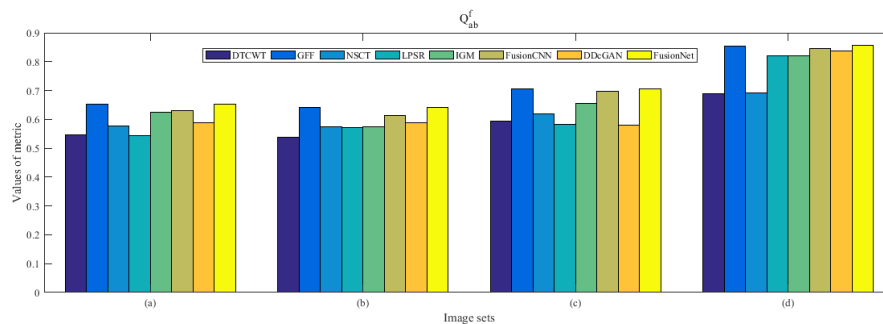 Q_ab^f
0.9
0.8
0.7
0.6
0.5
0.4
0.3
0.2
0.1
0
Values of metric
DTCWT GFF NSCT LPSR IGM FusionCNN DDcGAN FusionNet
(a) (b) (c) (d)
Image sets